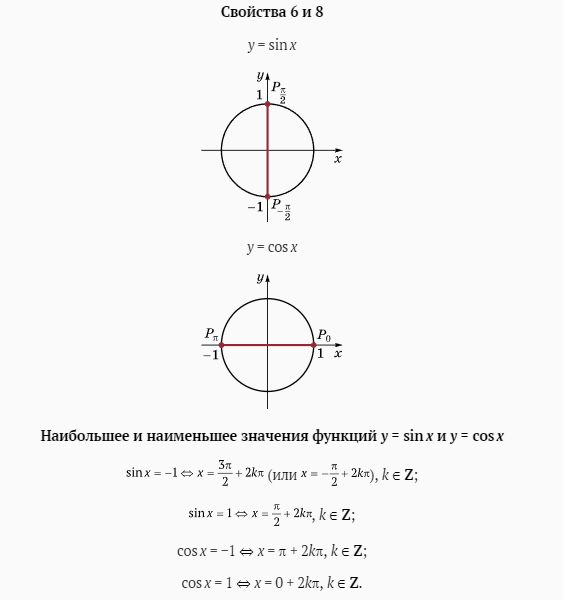 Свойства 6 и 8
y = sin x
y
1 P_{π/2}
x
−1 P_{−π/2}
y = cos x
y
P_π P_0
−1 1 x
Наибольшее и наименьшее значения функций y = sin x и y = cos x
sin x = −1 ⇔ x = 3π/2 + 2kπ (или x = −π/2 + 2kπ), k ∈ Z;
sin x = 1 ⇔ x = π/2 + 2kπ, k ∈ Z;
cos x = −1 ⇔ x = π + 2kπ, k ∈ Z;
cos x = 1 ⇔ x = 0 + 2kπ, k ∈ Z.